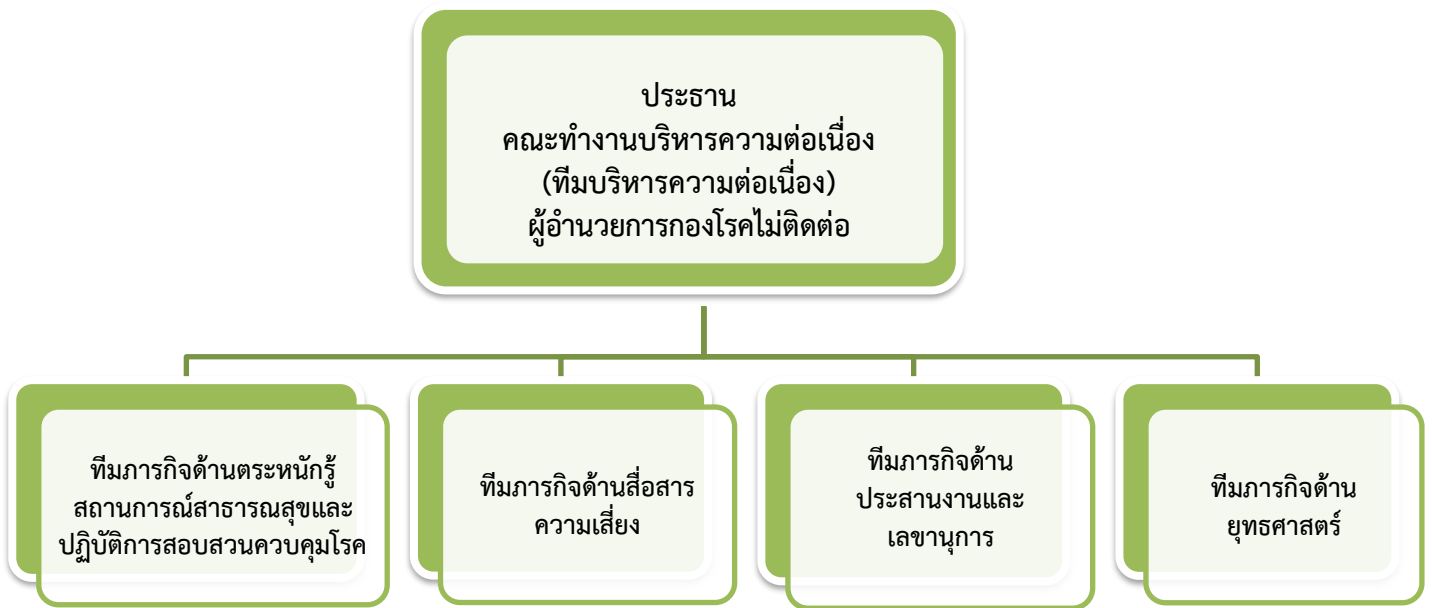 ประธาน
คณะทำงานบริหารความต่อเนื่อง
(ทีมบริหารความต่อเนื่อง)
ผู้อำนวยการกองโรคไม่ติดต่อ
ทีมภารกิจด้านตระหนักรู้
สถานการณ์สาธารณสุขและ
ปฏิบัติการสอบสวนควบคุมโรค
ทีมภารกิจด้านสื่อสาร
ความเสี่ยง
ทีมภารกิจด้าน
ประสานงานและ
เลขานุการ
ทีมภารกิจด้าน
ยุทธศาสตร์